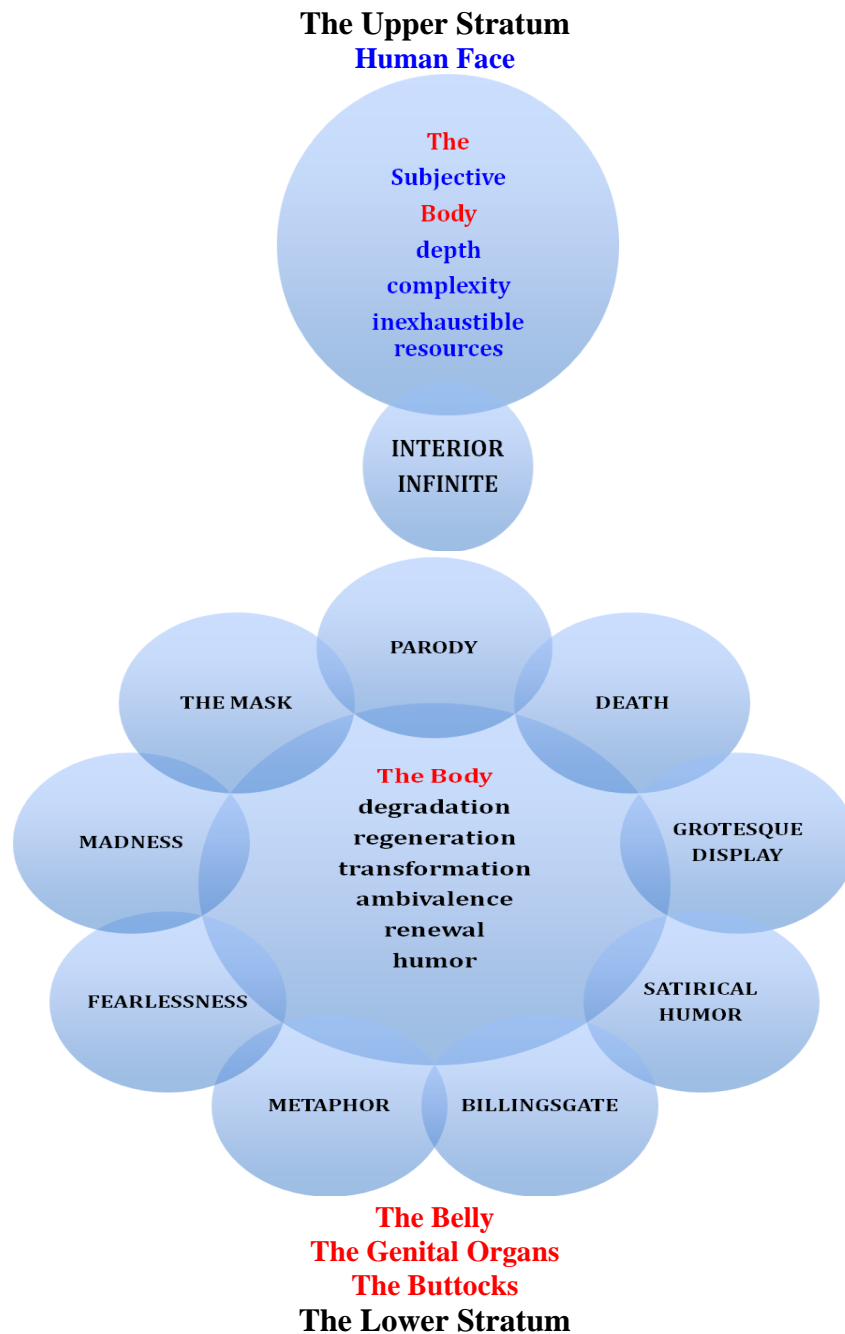 The Upper Stratum
Human Face
The
Subjective
Body
depth
complexity
inexhaustible
resources
INTERIOR
INFINITE
PARODY
THE MASK
DEATH
The Body
degradation
regeneration
transformation
ambivalence
renewal
humor
MADNESS
GROTESQUE
DISPLAY
FEARLESSNESS
SATIRICAL
HUMOR
METAPHOR
BILLINGSGATE
The Belly
The Genital Organs
The Buttocks
The Lower Stratum